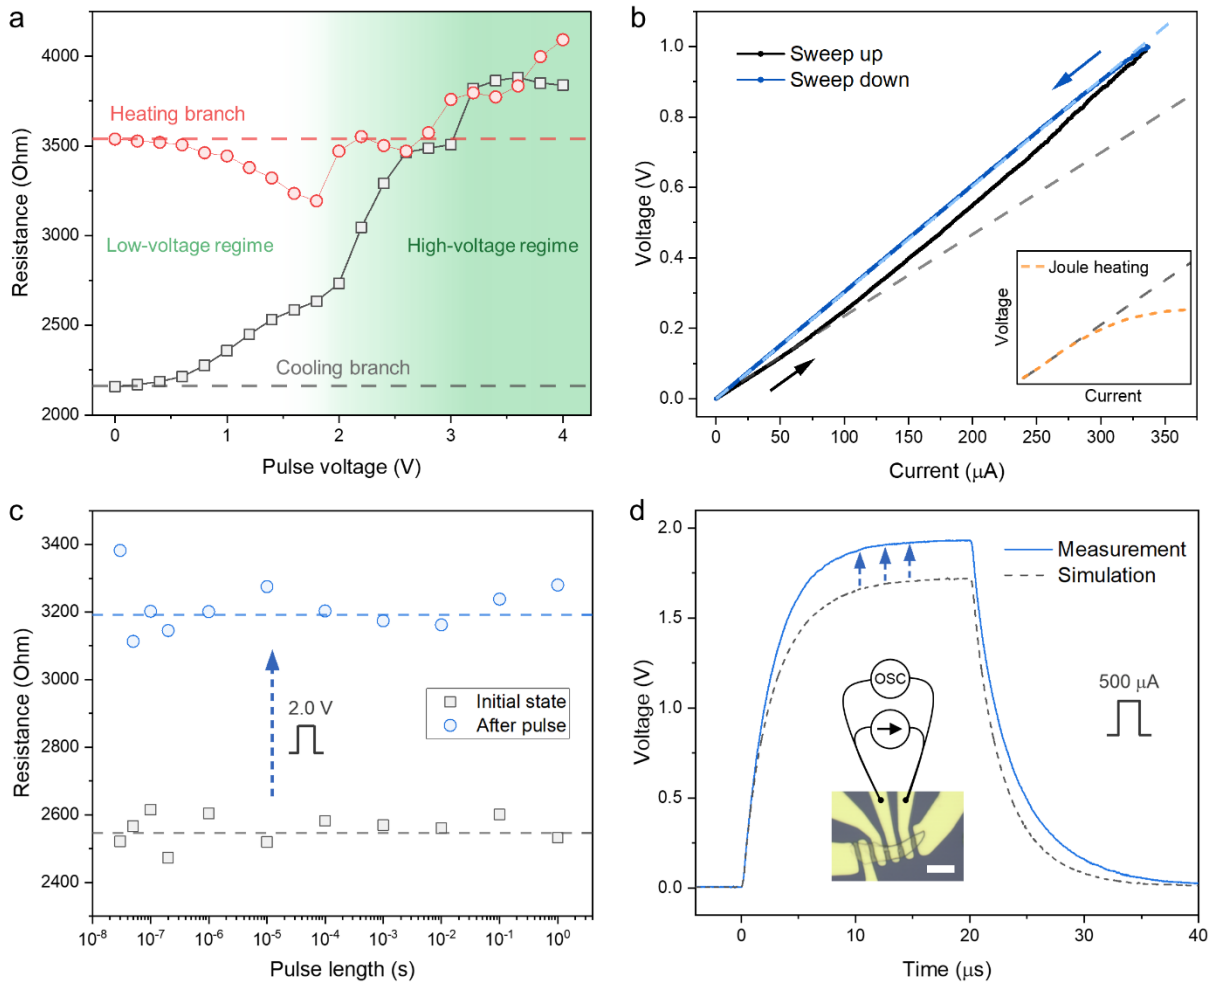 a
4000
3500
3000
2500
2000
Resistance (Ohm)
Heating branch
Low-voltage regime
High-voltage regime
Cooling branch
0
1
2
3
4
Pulse voltage (V)
b
1.0
0.8
0.6
0.4
0.2
0.0
Voltage (V)
Sweep up
Sweep down
Joule heating
Voltage
Current
0
50
100
150
200
250
300
350
Current (μA)
c
3400
3200
3000
2800
2600
2400
Resistance (Ohm)
2.0 V
Initial state
After pulse
10⁻⁸
10⁻⁷
10⁻⁶
10⁻⁵
10⁻⁴
10⁻³
10⁻²
10⁻¹
10⁰
Pulse length (s)
d
2.0
1.5
1.0
0.5
0.0
Voltage (V)
Measurement
Simulation
OSC
500 μA
0
10
20
30
40
Time (μs)